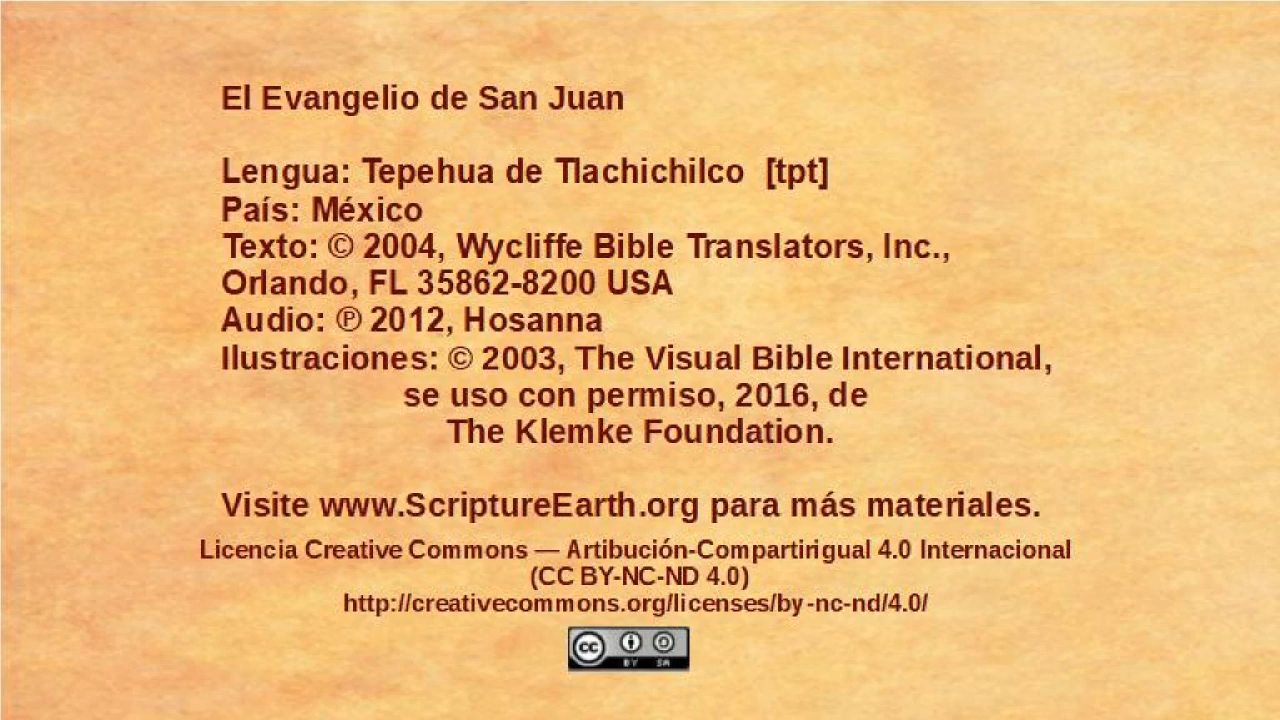 El Evangelio de San Juan
Lengua: Tepehua de Tlachichilco [tpt]
País: México
Texto: © 2004, Wycliffe Bible Translators, Inc.,
Orlando, FL 35862-8200 USA
Audio: ℗ 2012, Hosanna
Ilustraciones: © 2003, The Visual Bible International,
se uso con permiso, 2016, de
The Klemke Foundation.
Visite www.ScriptureEarth.org para más materiales.
Licencia Creative Commons — Artibución-Compartirigual 4.0 Internacional
(CC BY-NC-ND 4.0)
http://creativecommons.org/licenses/by-nc-nd/4.0/
cc
BY SA